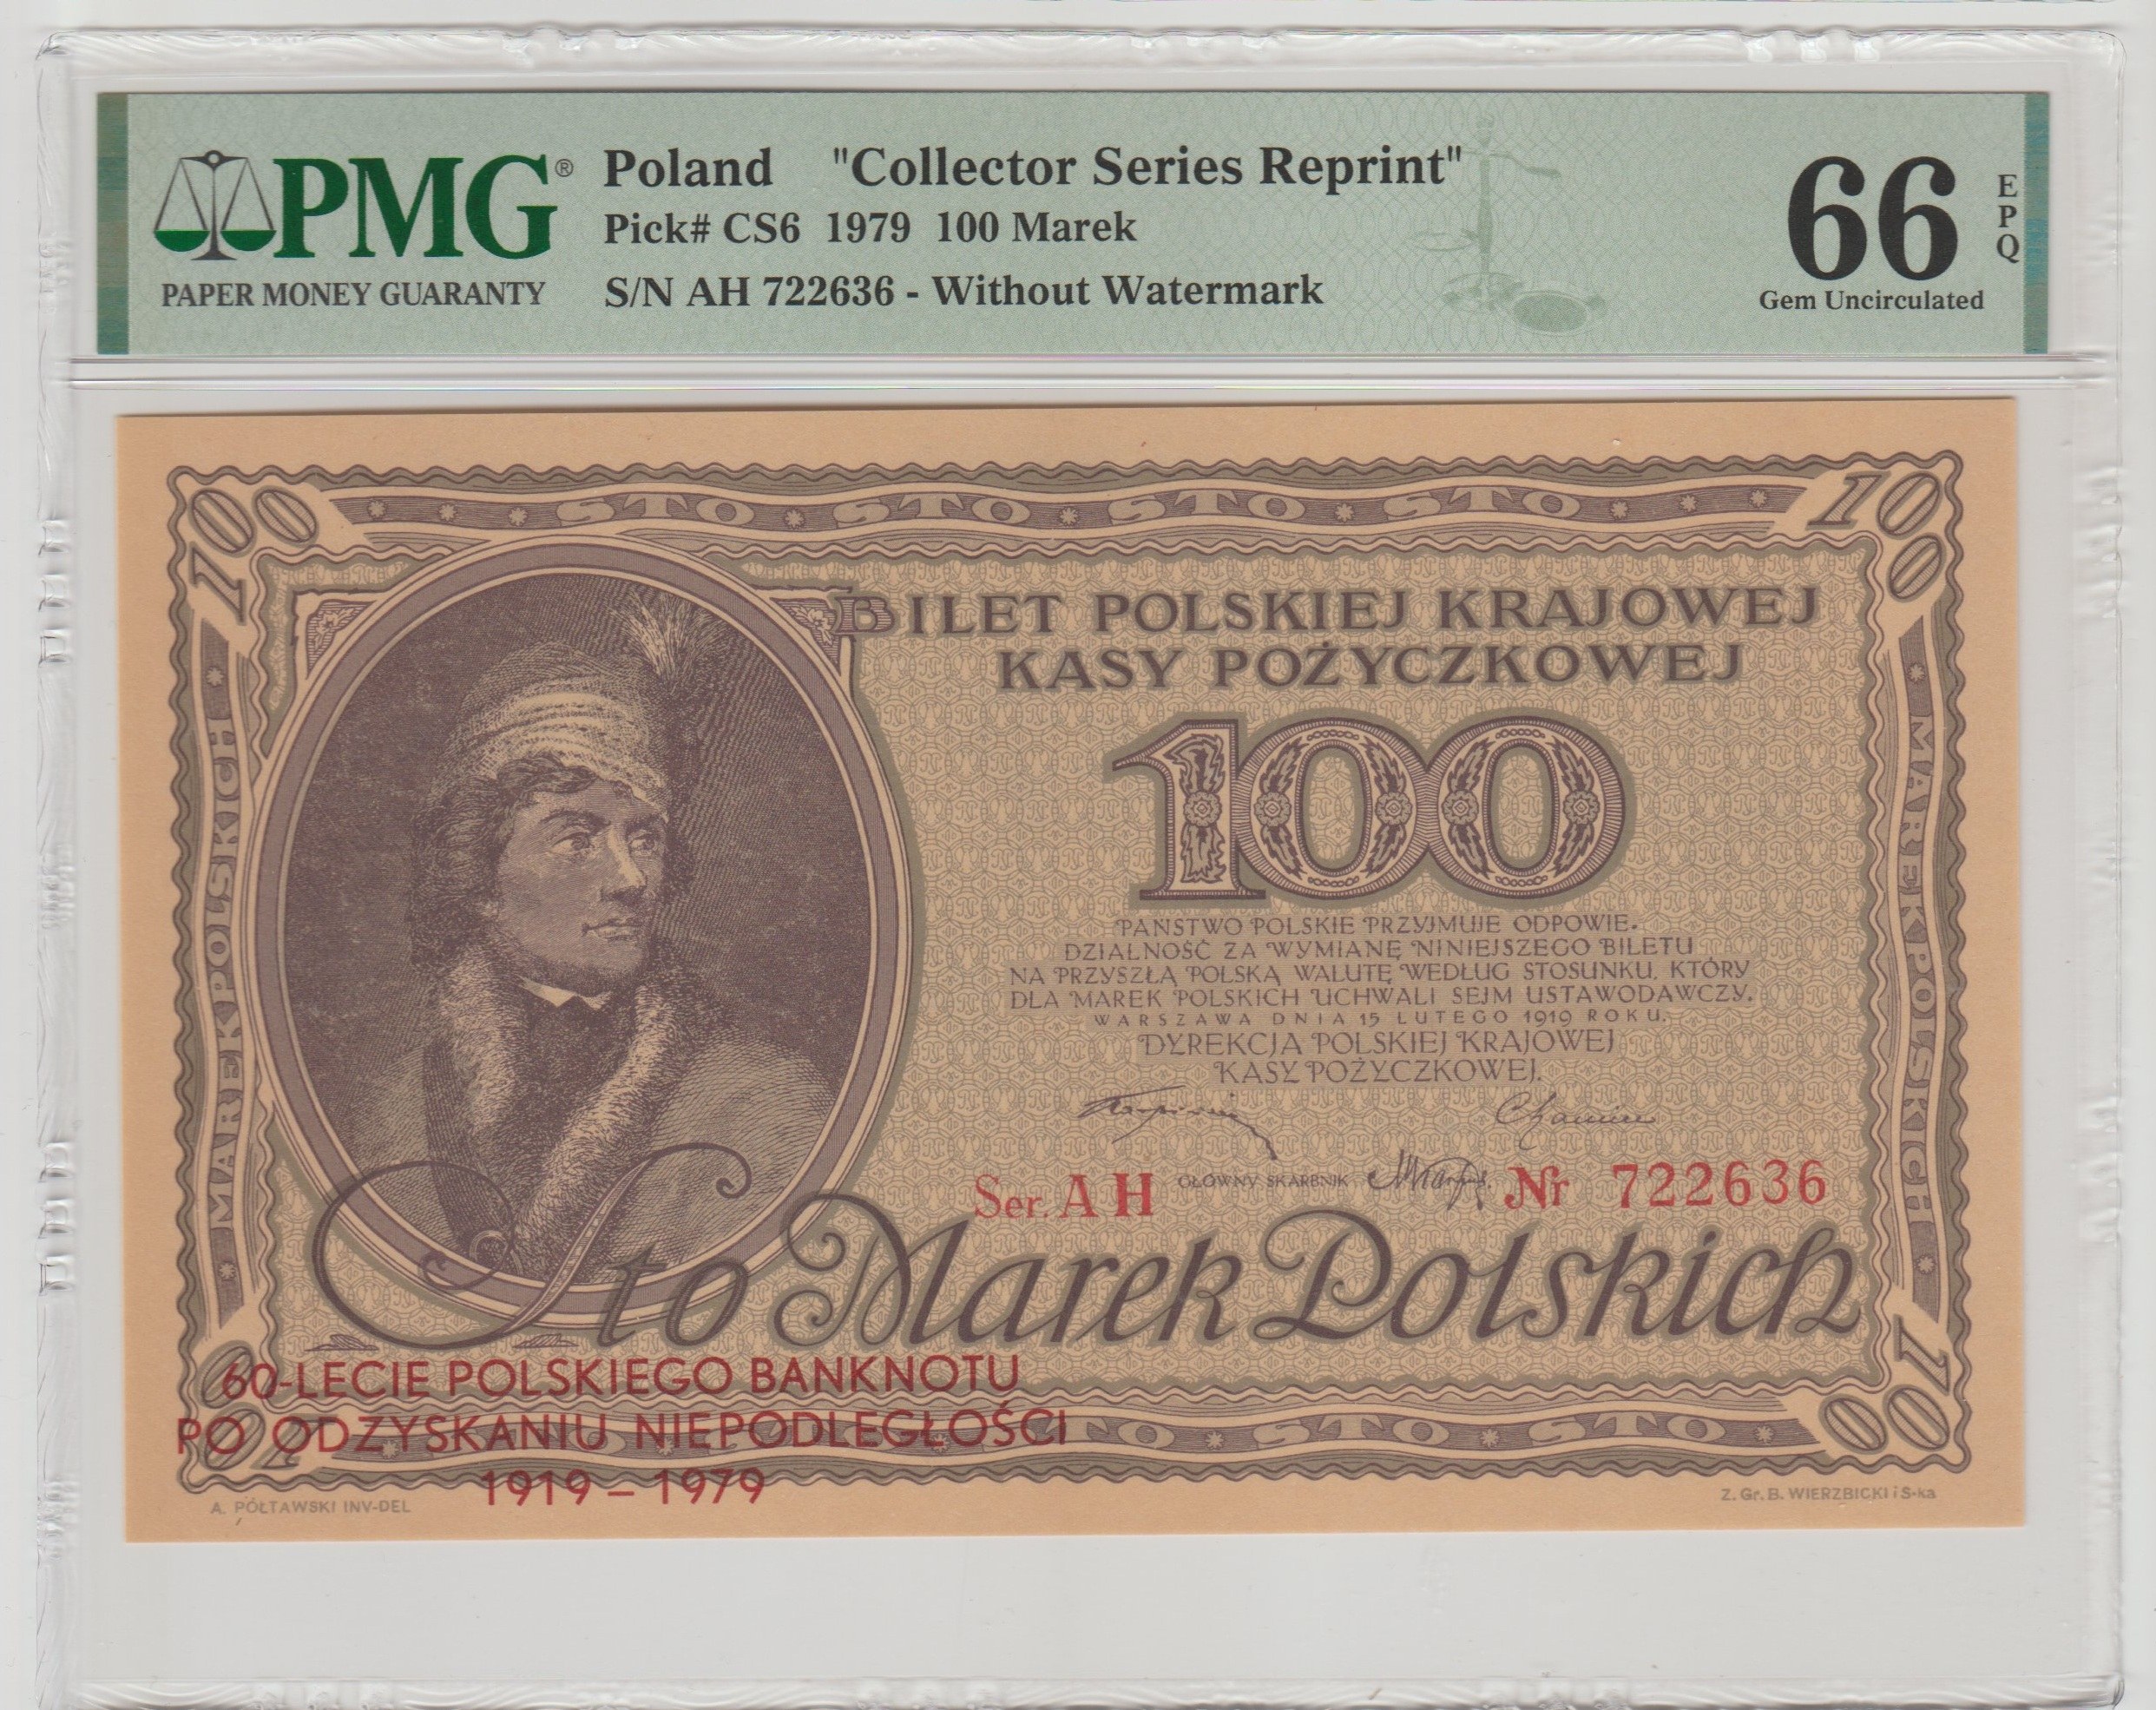 PMG® Poland "Collector Series Reprint" 66 EPQ
Pick# CS6 1979 100 Marek
PAPER MONEY GUARANTY S/N AH 722636 - Without Watermark Gem Uncirculated
100 STO STO STO STO 100
MAREK POLSKICH
MAREK POLSKICH
BILET POLSKIEJ KRAJOWEJ
KASY POŻYCZKOWEJ
100
PAŃSTWO POLSKIE PRZYJMUJE ODPOWIE-
DZIALNOŚĆ ZA WYMIANĘ NINIEJSZEGO BILETU
NA PRZYSZŁĄ POLSKĄ WALUTĘ WEDŁUG STOSUNKU, KTÓRY
DLA MAREK POLSKICH UCHWALI SEJM USTAWODAWCZY.
WARSZAWA DNIA 15 LUTEGO 1919 ROKU.
DYREKCJA POLSKIEJ KRAJOWEJ
KASY POŻYCZKOWEJ.
Ser. AH GŁÓWNY SKARBNIK Nr 722636
Sto Marek Polskich
60-LECIE POLSKIEGO BANKNOTU
PO ODZYSKANIU NIEPODLEGŁOŚCI
1919 – 1979
STO STO STO 100
A. PÓŁTAWSKI INV-DEL Z. Gr. B. WIERZBICKI i S-ka